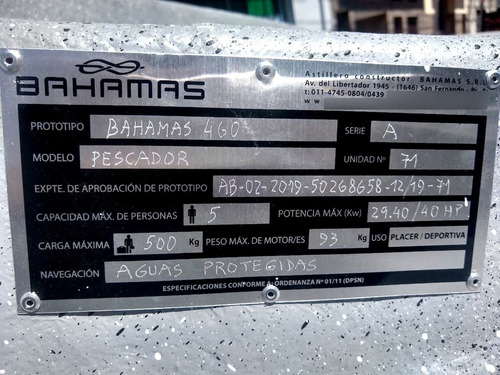 BAHAMAS
Astillero constructor BAHAMAS S.R.L
Av. del Libertador 1945 - (1646) San Fernando
t: 011-4745-0804/0439
w w
PROTOTIPO BAHAMAS 460 SERIE A
MODELO PESCADOR UNIDAD Nº 71
EXPTE. DE APROBACIÓN DE PROTOTIPO AB-02-2019-50268658-12/19-71
CAPACIDAD MÁX. DE PERSONAS 5 POTENCIA MÁX (Kw) 29.40/40 HP
CARGA MÁXIMA 500 Kg PESO MÁX. DE MOTOR/ES 93 Kg USO PLACER / DEPORTIVA
NAVEGACIÓN AGUAS PROTEGIDAS
ESPECIFICACIONES CONFORME A: ORDENANZA Nº 01/11 (DPSN)